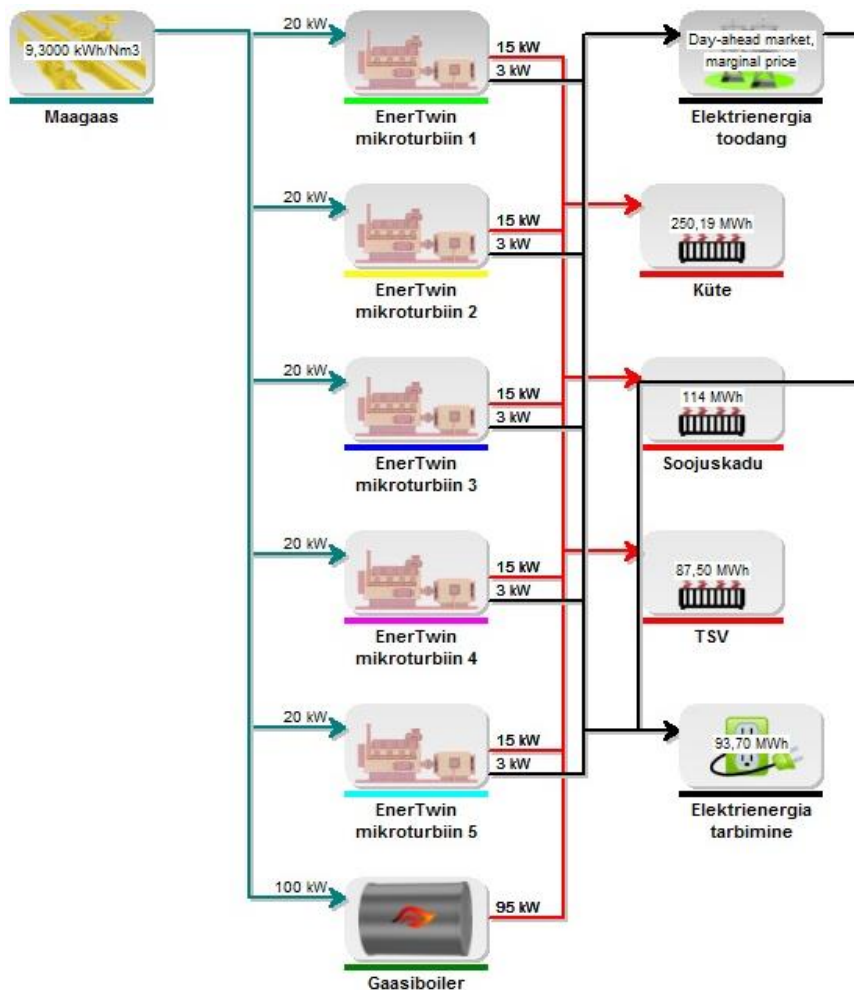 9,3000 kWh/Nm3
Maagaas
20 kW
15 kW
3 kW
EnerTwin
mikroturbiin 1
Day-ahead market,
marginal price
Elektrienergia
toodang
20 kW
15 kW
3 kW
EnerTwin
mikroturbiin 2
250,19 MWh
Küte
20 kW
15 kW
3 kW
EnerTwin
mikroturbiin 3
114 MWh
Soojuskadu
20 kW
15 kW
3 kW
EnerTwin
mikroturbiin 4
87,50 MWh
TSV
20 kW
15 kW
3 kW
EnerTwin
mikroturbiin 5
93,70 MWh
Elektrienergia
tarbimine
100 kW
95 kW
Gaasiboiler